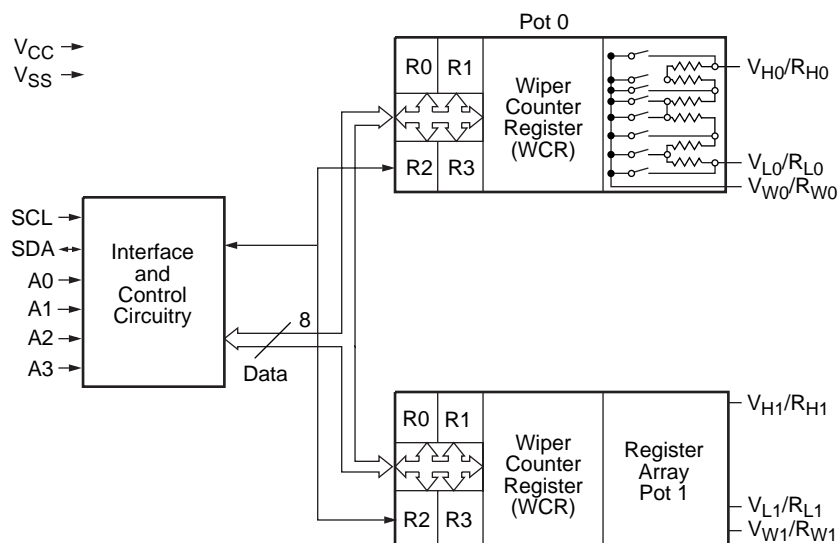 Pot 0
VCC
VSS
R0 R1
R2 R3
Wiper
Counter
Register
(WCR)
VH0/RH0
VL0/RL0
VW0/RW0
SCL
SDA
A0
A1
A2
A3
Interface
and
Control
Circuitry
8
Data
R0 R1
R2 R3
Wiper
Counter
Register
(WCR)
Register
Array
Pot 1
VH1/RH1
VL1/RL1
VW1/RW1